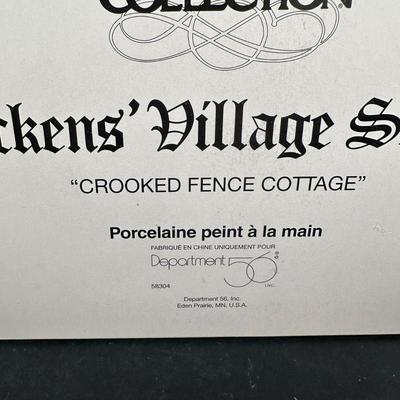 COLLECTION
ckens' Village S
"CROOKED FENCE COTTAGE"
Porcelaine peint à la main
FABRIQUÉ EN CHINE UNIQUEMENT POUR
Department 56®
INC.
58304
Department 56, Inc.
Eden Prairie, MN, U.S.A.